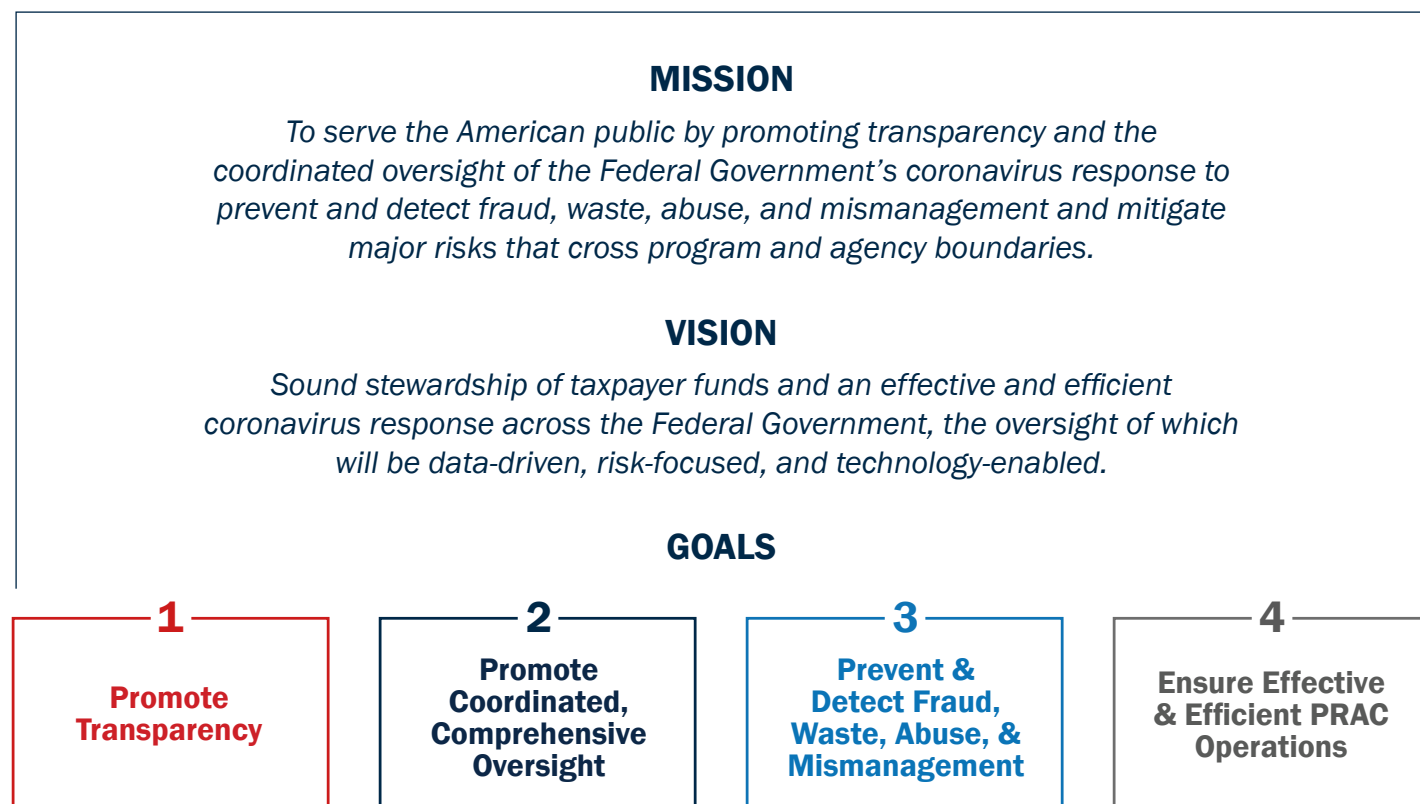 MISSION
To serve the American public by promoting transparency and the
coordinated oversight of the Federal Government’s coronavirus response to
prevent and detect fraud, waste, abuse, and mismanagement and mitigate
major risks that cross program and agency boundaries.
VISION
Sound stewardship of taxpayer funds and an effective and efficient
coronavirus response across the Federal Government, the oversight of which
will be data-driven, risk-focused, and technology-enabled.
GOALS
1
Promote
Transparency
2
Promote
Coordinated,
Comprehensive
Oversight
3
Prevent &
Detect Fraud,
Waste, Abuse, &
Mismanagement
4
Ensure Effective
& Efficient PRAC
Operations